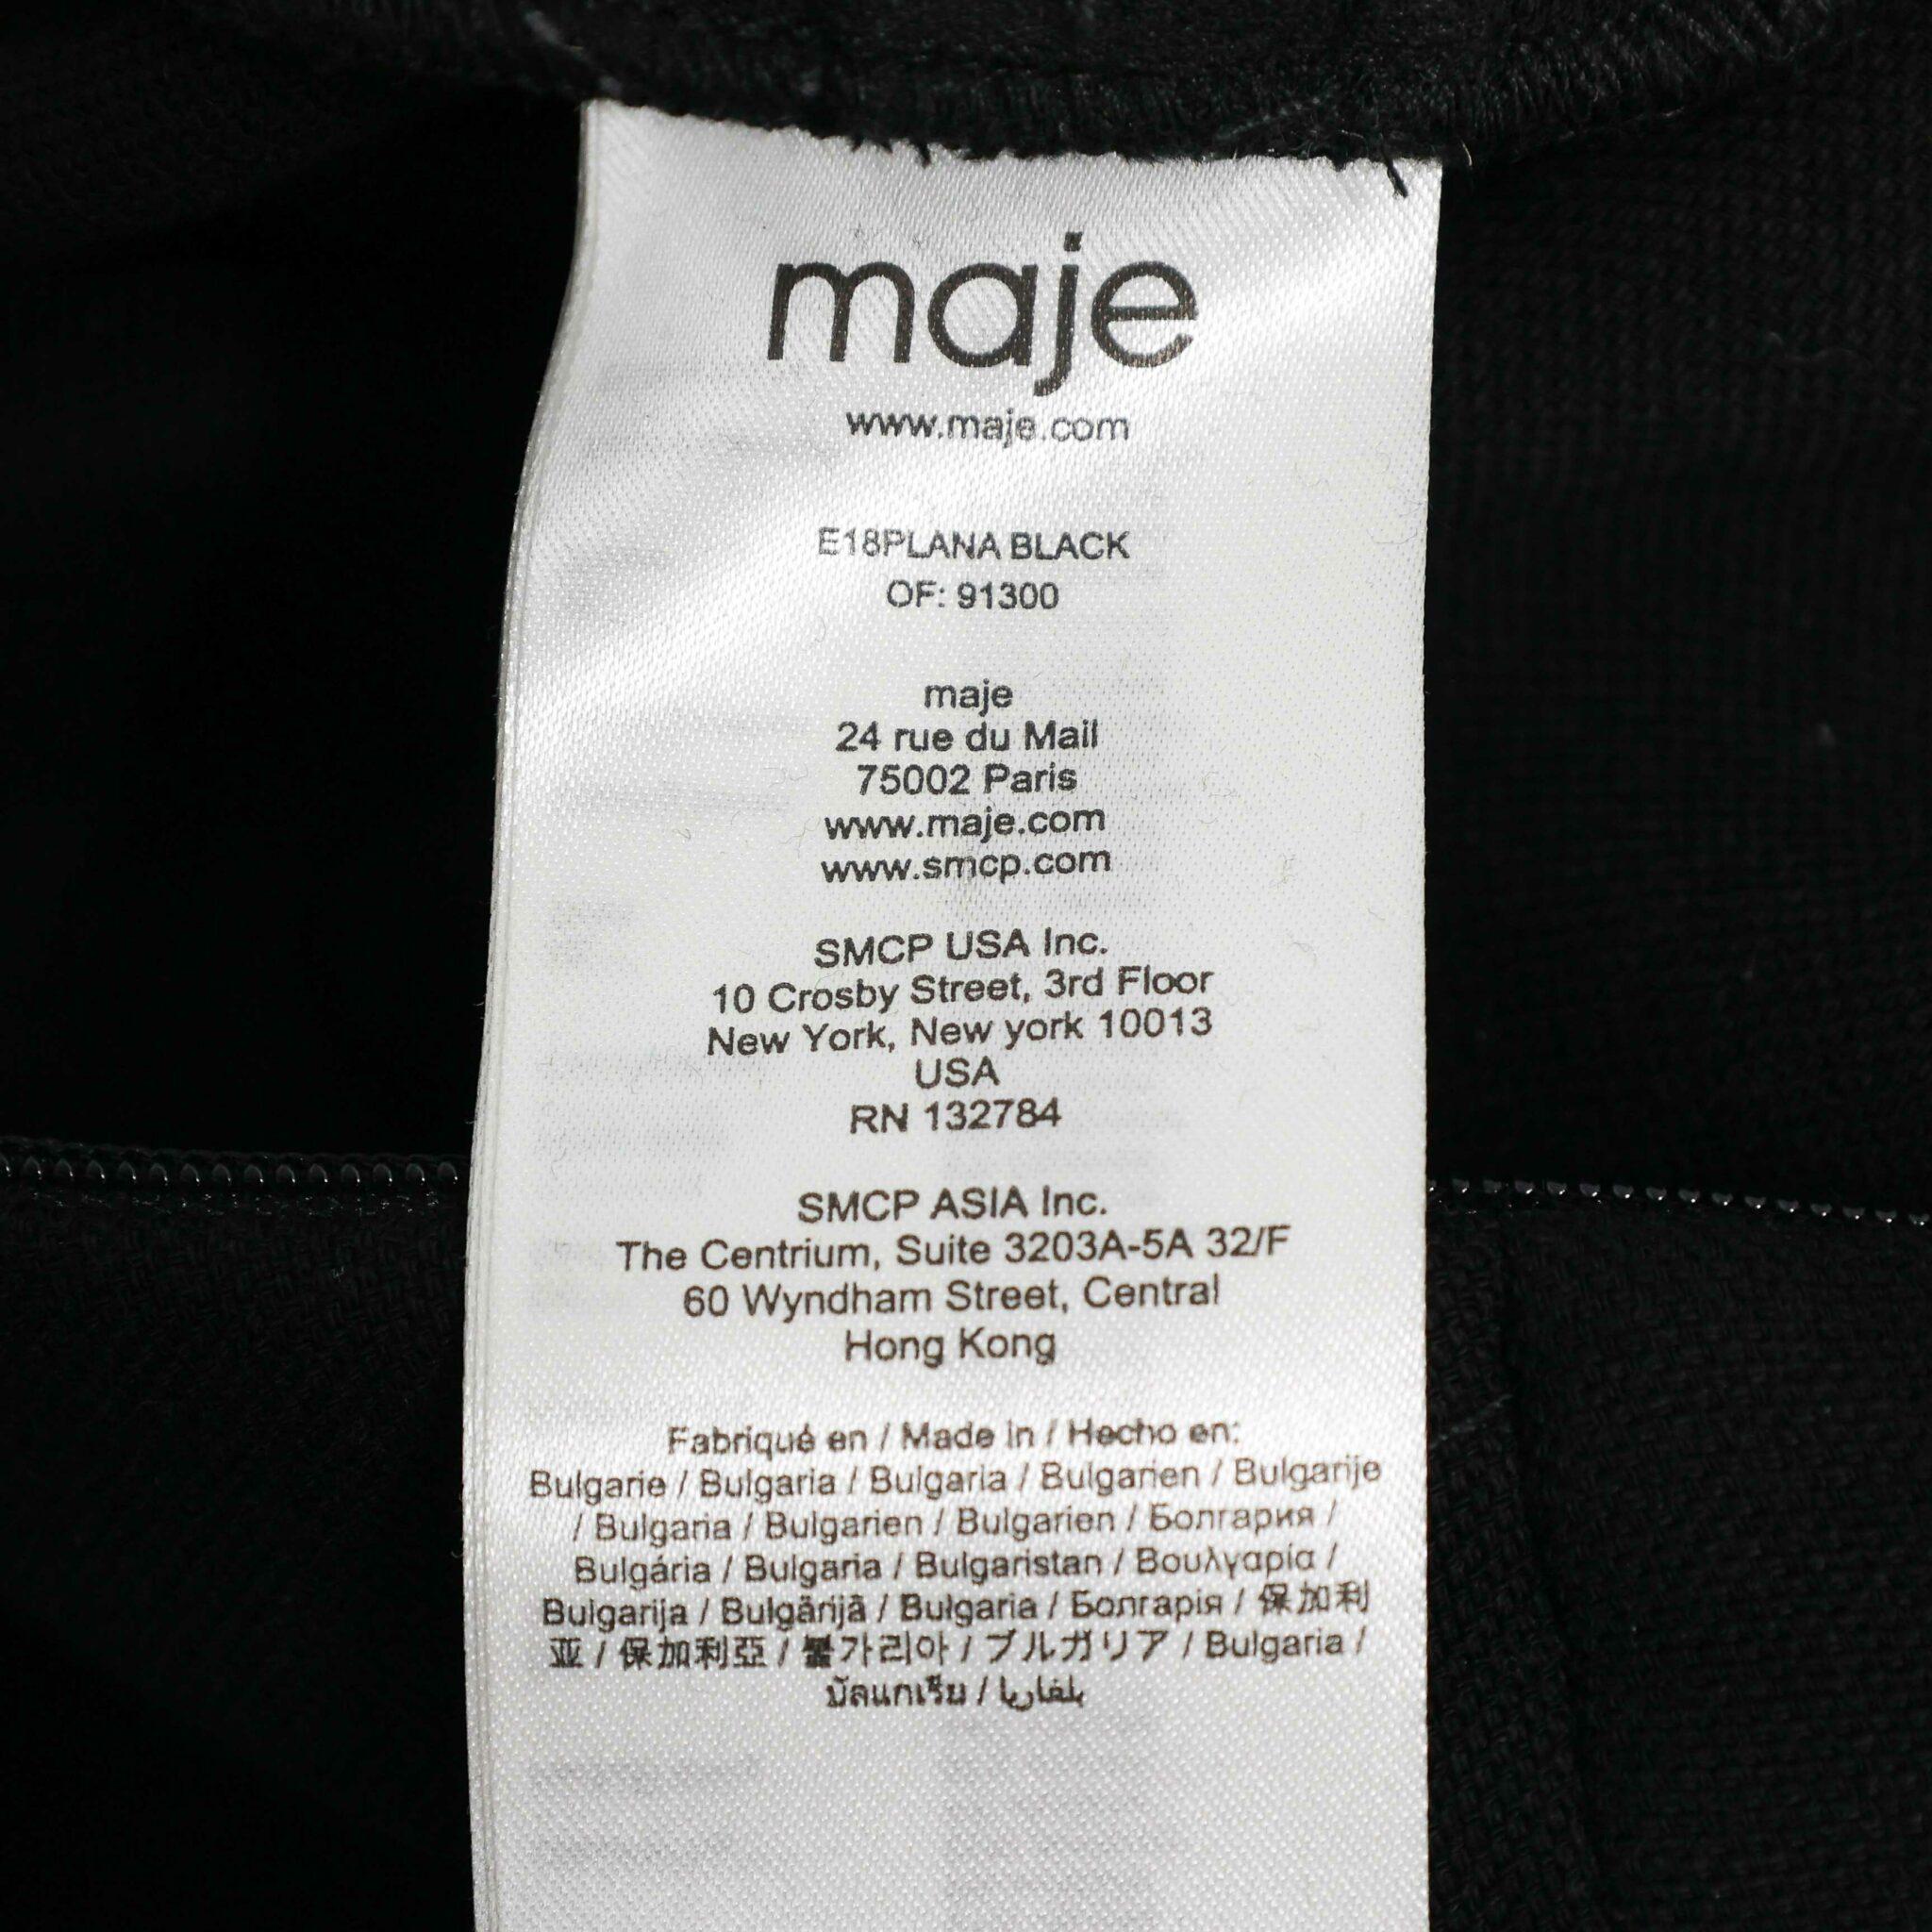 maje
www.maje.com
E18PLANA BLACK
OF: 91300
maje
24 rue du Mail
75002 Paris
www.maje.com
www.smcp.com
SMCP USA Inc.
10 Crosby Street, 3rd Floor
New York, New york 10013
USA
RN 132784
SMCP ASIA Inc.
The Centrium, Suite 3203A-5A 32/F
60 Wyndham Street, Central
Hong Kong
Fabriqué en / Made in / Hecho en:
Bulgarie / Bulgaria / Bulgaria / Bulgarien / Bulgarije
/ Bulgaria / Bulgarien / Bulgarien / Болгария /
Bulgária / Bulgaria / Bulgaristan / Βουλγαρία /
Bulgarija / Bulgārijā / Bułgaria / Болгарія / 保加利
亚 / 保加利亞 / 불가리아 / ブルガリア / Bulgaria /
บัลแกเรีย / بلغاريا